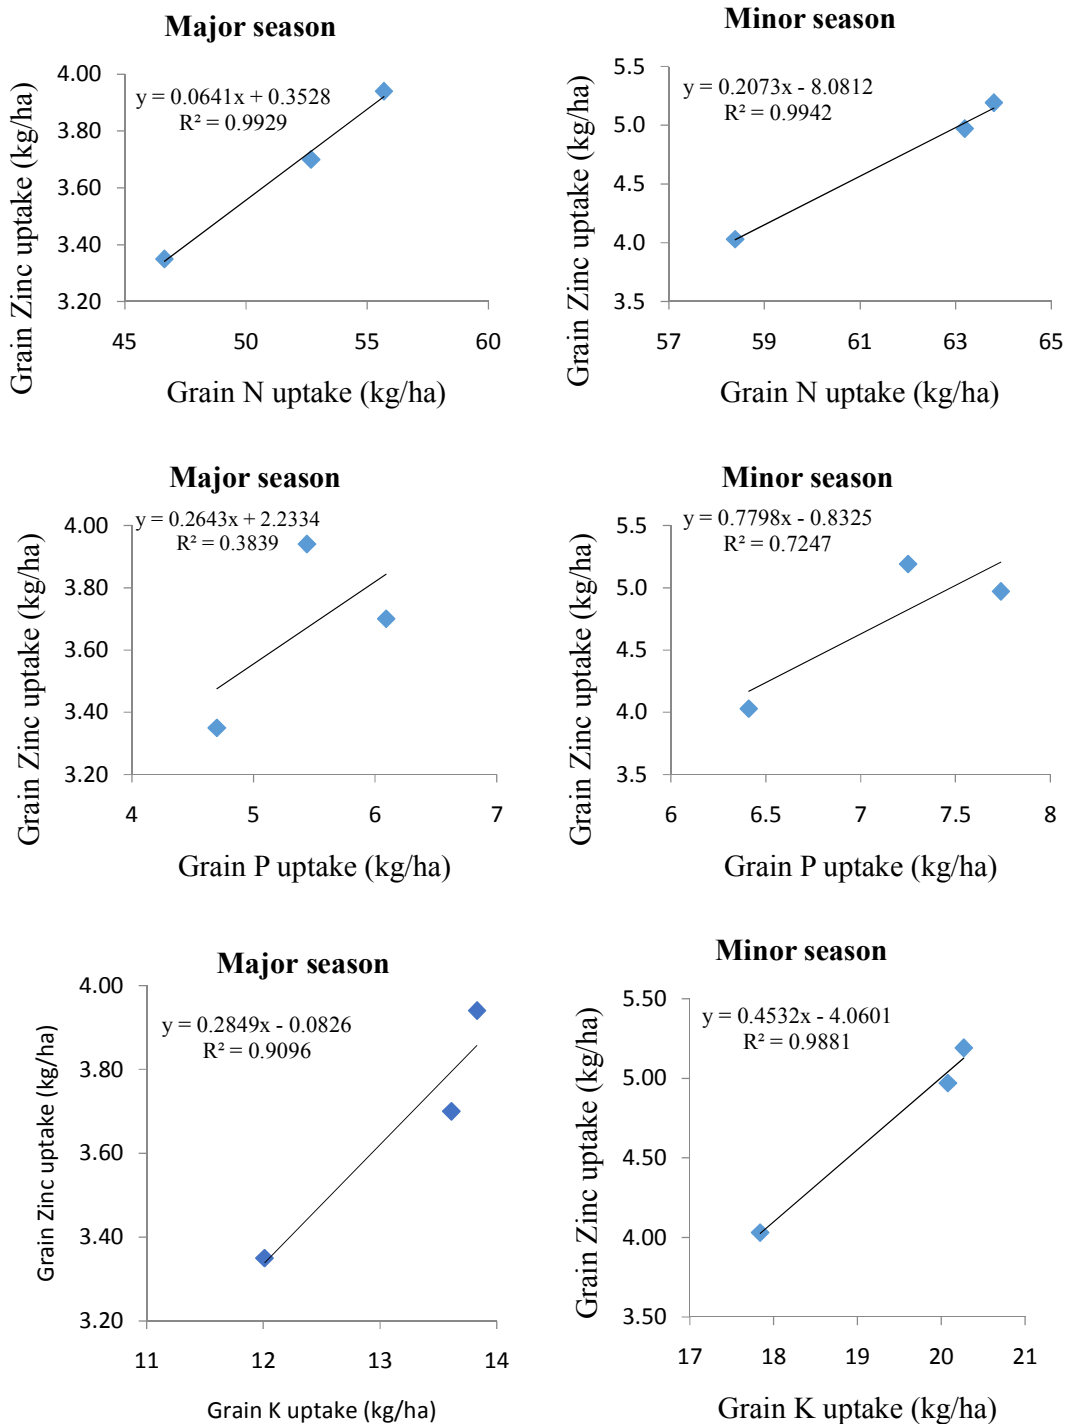 Major season
Grain Zinc uptake (kg/ha)
y = 0.0641x + 0.3528
R² = 0.9929
4.00
3.80
3.60
3.40
3.20
45 50 55 60
Grain N uptake (kg/ha)
Minor season
Grain Zinc uptake (kg/ha)
y = 0.2073x - 8.0812
R² = 0.9942
5.5
5.0
4.5
4.0
3.5
57 59 61 63 65
Grain N uptake (kg/ha)
Major season
Grain Zinc uptake (kg/ha)
y = 0.2643x + 2.2334
R² = 0.3839
4.00
3.80
3.60
3.40
3.20
4 5 6 7
Grain P uptake (kg/ha)
Minor season
Grain Zinc uptake (kg/ha)
y = 0.7798x - 0.8325
R² = 0.7247
5.5
5.0
4.5
4.0
3.5
6 6.5 7 7.5 8
Grain P uptake (kg/ha)
Major season
Grain Zinc uptake (kg/ha)
y = 0.2849x - 0.0826
R² = 0.9096
4.00
3.80
3.60
3.40
3.20
11 12 13 14
Grain K uptake (kg/ha)
Minor season
Grain Zinc uptake (kg/ha)
y = 0.4532x - 4.0601
R² = 0.9881
5.50
5.00
4.50
4.00
3.50
17 18 19 20 21
Grain K uptake (kg/ha)